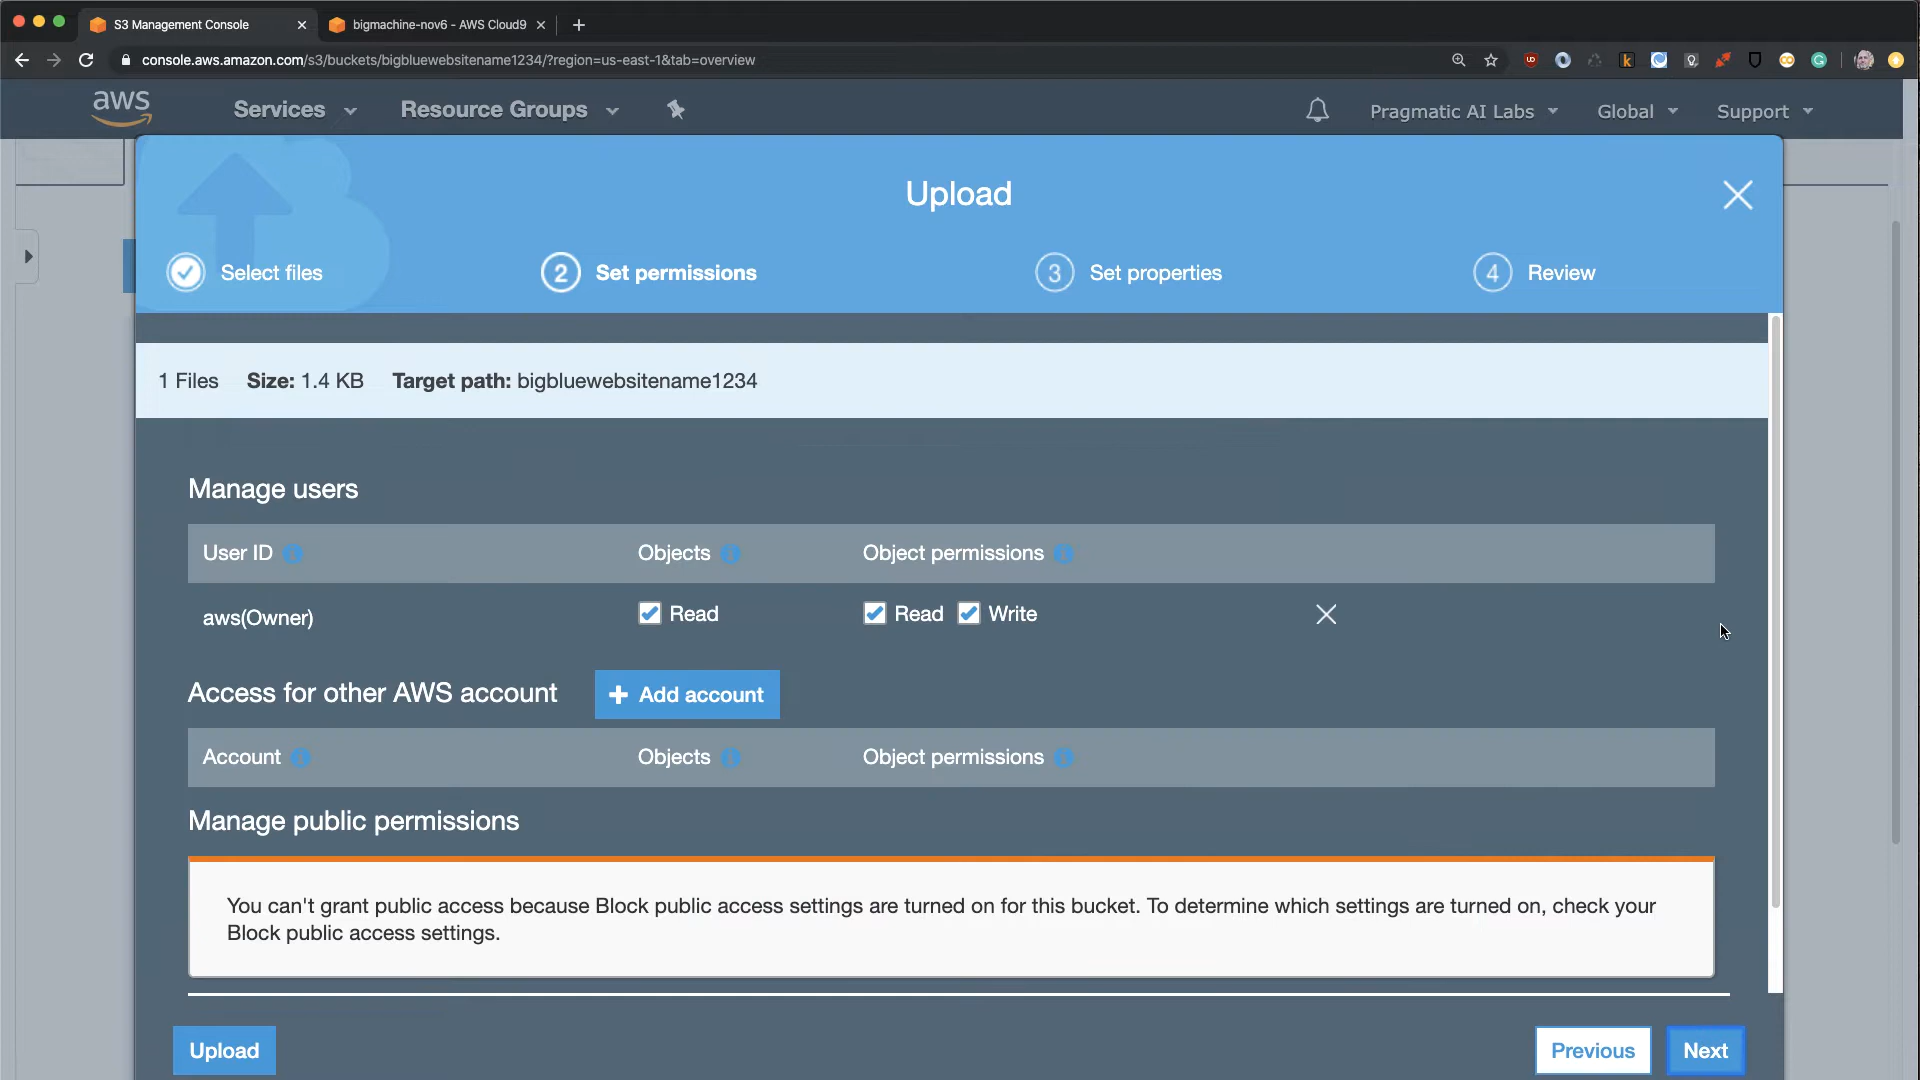 S3 Management Console
bigmachine-nov6 - AWS Cloud9
console.aws.amazon.com/s3/buckets/bigbluewebsitename1234/?region=us-east-1&tab=overview
aws
Services
Resource Groups
Pragmatic AI Labs
Global
Support
Upload
Select files
2 Set permissions
3 Set properties
4 Review
1 Files Size: 1.4 KB Target path: bigbluewebsitename1234
Manage users
User ID Objects Object permissions
aws(Owner) Read Read Write
Access for other AWS account
+ Add account
Account Objects Object permissions
Manage public permissions
You can't grant public access because Block public access settings are turned on for this bucket. To determine which settings are turned on, check your
Block public access settings.
Upload
Previous
Next